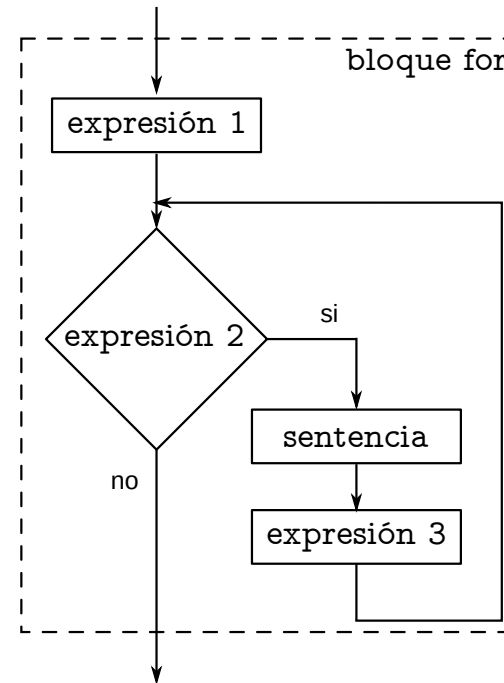 bloque for
expresión 1
expresión 2
si
sentencia
no
expresión 3